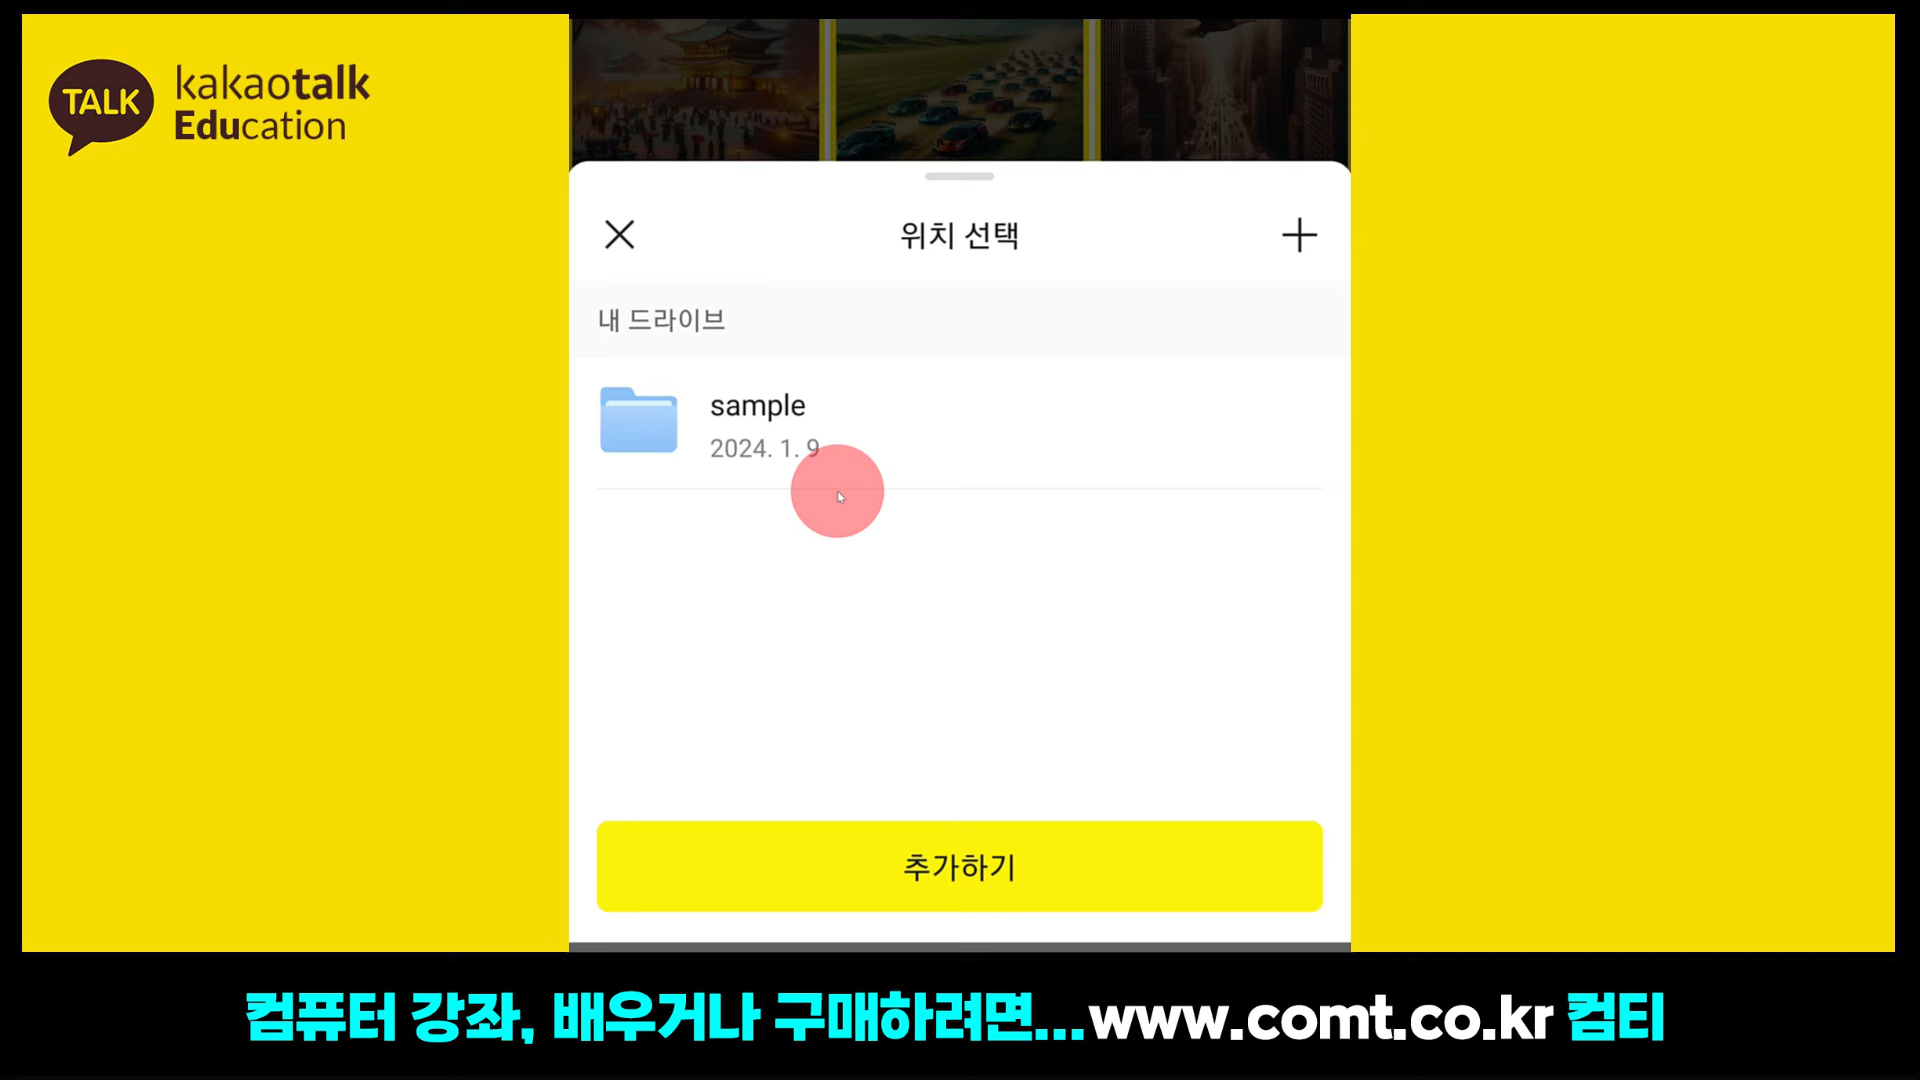 TALK
kakaotalk
Education
위치 선택
내 드라이브
sample
2024. 1. 9
추가하기
컴퓨터 강좌, 배우거나 구매하려면...www.comt.co.kr 컴티